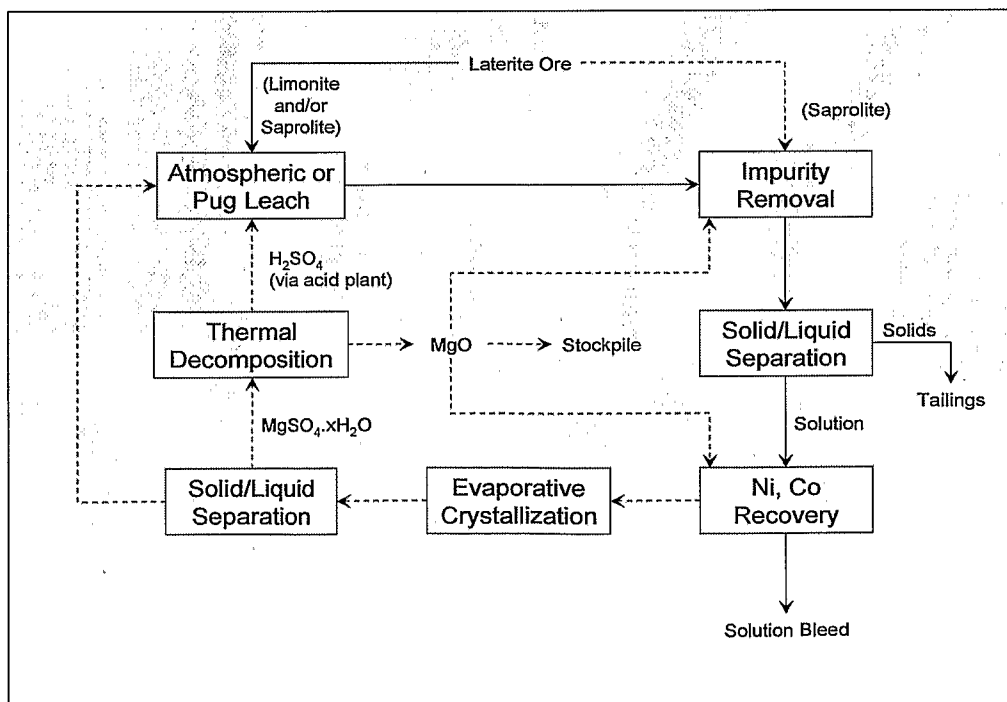 Laterite Ore
(Limonite
and/or
Saprolite)
(Saprolite)
Atmospheric or
Pug Leach
Impurity
Removal
H₂SO₄
(via acid plant)
Thermal
Decomposition
MgO
Stockpile
Solid/Liquid
Separation
Solids
Tailings
MgSO₄.xH₂O
Solution
Solid/Liquid
Separation
Evaporative
Crystallization
Ni, Co
Recovery
Solution Bleed